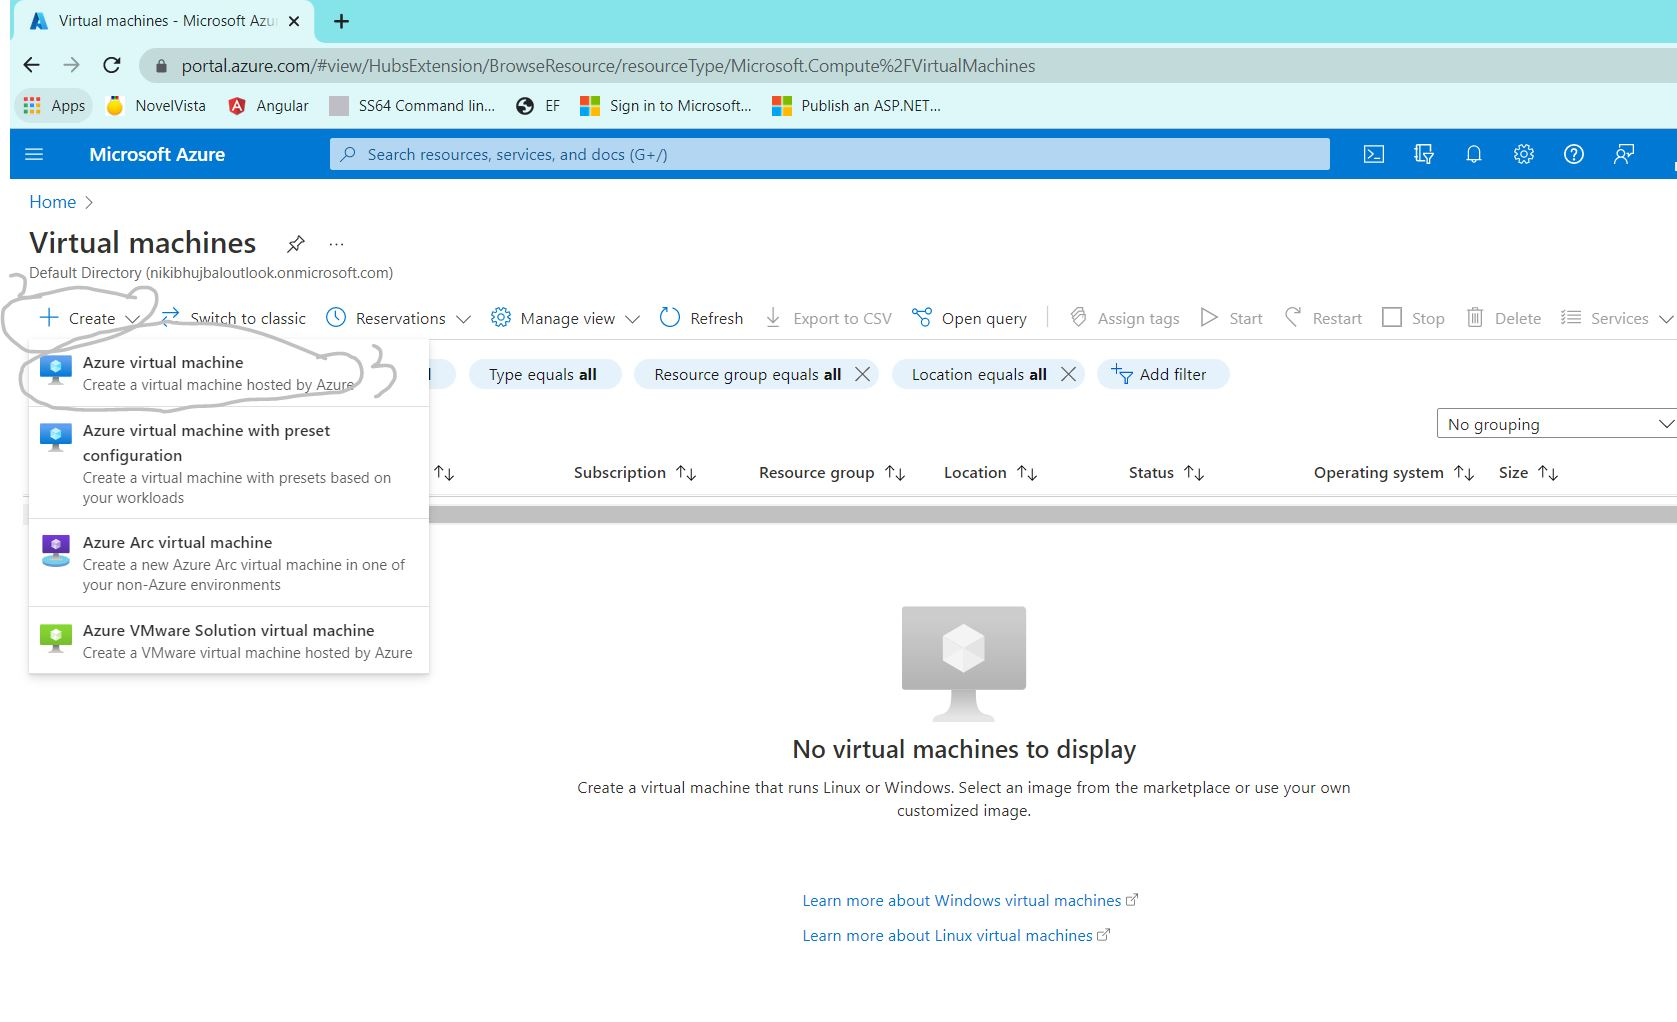 Virtual machines - Microsoft Azu
portal.azure.com/#view/HubsExtension/BrowseResource/resourceType/Microsoft.Compute%2FVirtualMachines
Apps NovelVista Angular SS64 Command lin... EF Sign in to Microsoft... Publish an ASP.NET...
Microsoft Azure Search resources, services, and docs (G+/)
Home
Virtual machines ...
Default Directory (nikibhujbaloutlook.onmicrosoft.com)
2
+ Create Switch to classic Reservations Manage view Refresh Export to CSV Open query Assign tags Start Restart Stop Delete Services
Azure virtual machine
Create a virtual machine hosted by Azure
3
Type equals all Resource group equals all Location equals all Add filter
Azure virtual machine with preset
configuration
Create a virtual machine with presets based on
your workloads
No grouping
Subscription Resource group Location Status Operating system Size
Azure Arc virtual machine
Create a new Azure Arc virtual machine in one of
your non-Azure environments
Azure VMware Solution virtual machine
Create a VMware virtual machine hosted by Azure
No virtual machines to display
Create a virtual machine that runs Linux or Windows. Select an image from the marketplace or use your own
customized image.
Learn more about Windows virtual machines
Learn more about Linux virtual machines